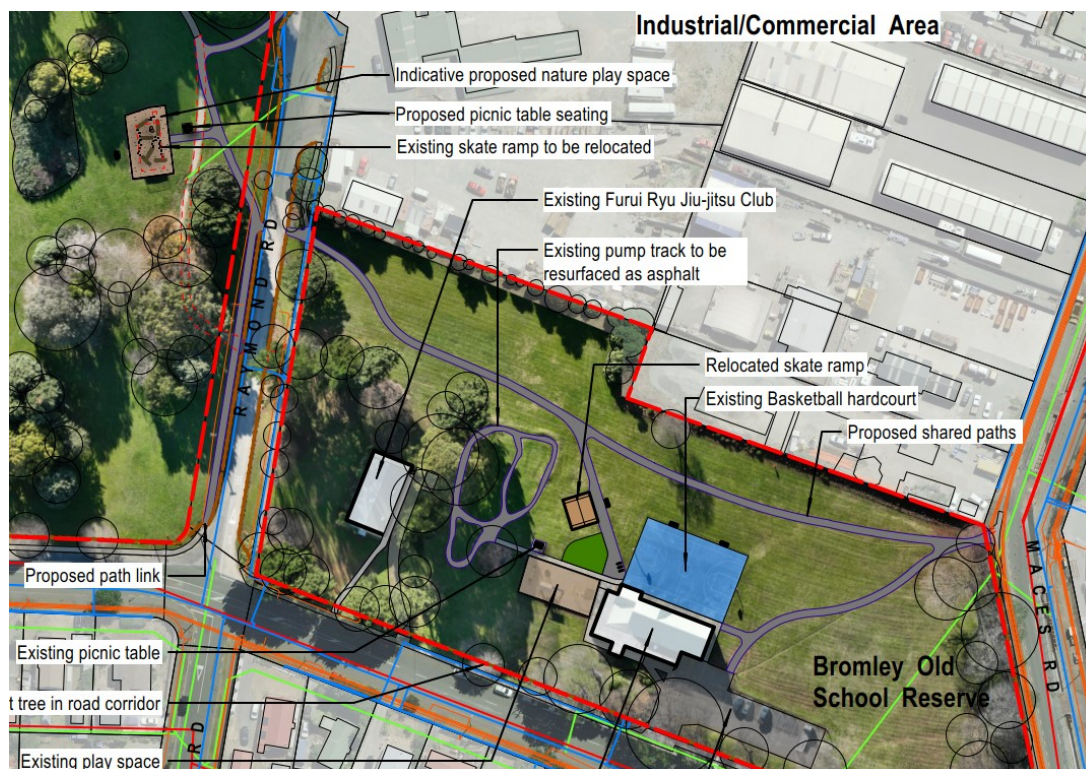 Industrial/Commercial Area
Indicative proposed nature play space
Proposed picnic table seating
Existing skate ramp to be relocated
Existing Furui Ryu Jiu-jitsu Club
Existing pump track to be
resurfaced as asphalt
RAYMOND RD
Relocated skate ramp
Existing Basketball hardcourt
Proposed shared paths
Proposed path link
MACES RD
Existing picnic table
Bromley Old
School Reserve
t tree in road corridor
RD
Existing play space